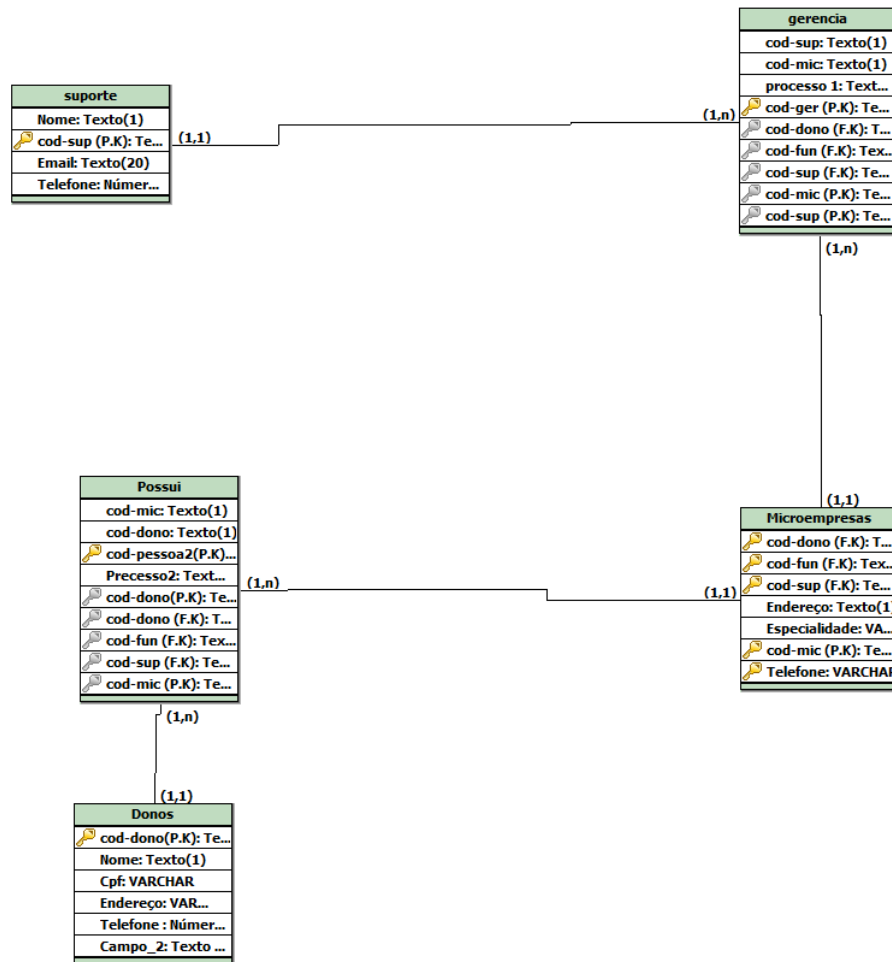 gerencia
cod-sup: Texto(1)
cod-mic: Texto(1)
processo 1: Text...
cod-ger (P.K): Te...
cod-dono (F.K): T...
cod-fun (F.K): Tex...
cod-sup (F.K): Te...
cod-mic (P.K): Te...
cod-sup (P.K): Te...
suporte
Nome: Texto(1)
cod-sup (P.K): Te...
Email: Texto(20)
Telefone: Númer...
(1,1)
(1,n)
(1,n)
Possui
cod-mic: Texto(1)
cod-dono: Texto(1)
cod-pessoa2(P.K)...
Precesso2: Text...
cod-dono(P.K): Te...
cod-dono (F.K): T...
cod-fun (F.K): Tex...
cod-sup (F.K): Te...
cod-mic (P.K): Te...
(1,n)
(1,1)
(1,1)
Microempresas
cod-dono (F.K): T...
cod-fun (F.K): Tex...
cod-sup (F.K): Te...
Endereço: Texto(1)
Especialidade: VA...
cod-mic (P.K): Te...
Telefone: VARCHAR
(1,n)
(1,1)
Donos
cod-dono(P.K): Te...
Nome: Texto(1)
Cpf: VARCHAR
Endereço: VAR...
Telefone : Númer...
Campo_2: Texto ...